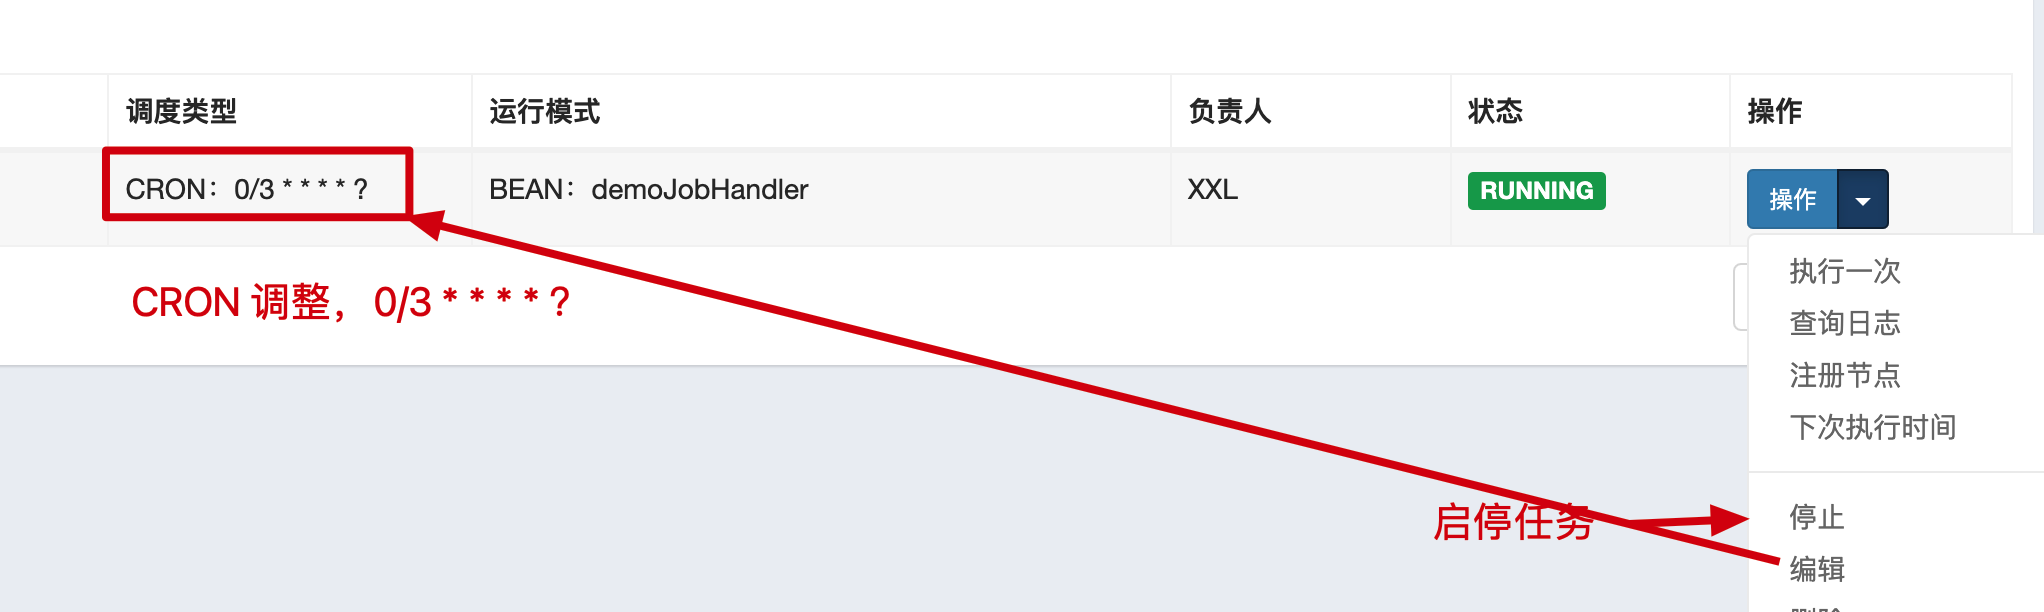 调度类型 运行模式 负责人 状态 操作
CRON：0/3 * * * * ? BEAN：demoJobHandler XXL RUNNING 操作
执行一次
CRON 调整，0/3 * * * * ?
查询日志
注册节点
下次执行时间
启停任务 停止
编辑